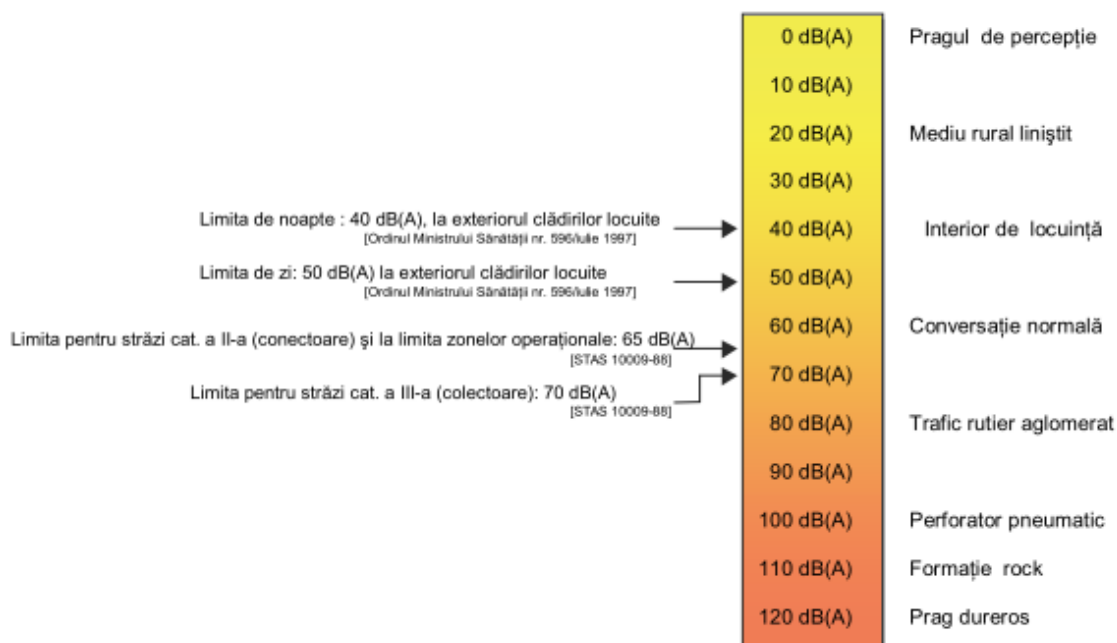 0 dB(A) Pragul de percepție
10 dB(A)
20 dB(A) Mediu rural liniştit
30 dB(A)
Limita de noapte : 40 dB(A), la exteriorul clădirilor locuite
[Ordinul Ministrului Sănătății nr. 596/iulie 1997]
40 dB(A) Interior de locuință
Limita de zi: 50 dB(A) la exteriorul clădirilor locuite
[Ordinul Ministrului Sănătății nr. 596/iulie 1997]
50 dB(A)
60 dB(A) Conversație normală
Limita pentru străzi cat. a II-a (conectoare) şi la limita zonelor operaționale: 65 dB(A)
[STAS 10009-88]
70 dB(A)
Limita pentru străzi cat. a III-a (colectoare): 70 dB(A)
[STAS 10009-88]
80 dB(A) Trafic rutier aglomerat
90 dB(A)
100 dB(A) Perforator pneumatic
110 dB(A) Formație rock
120 dB(A) Prag dureros